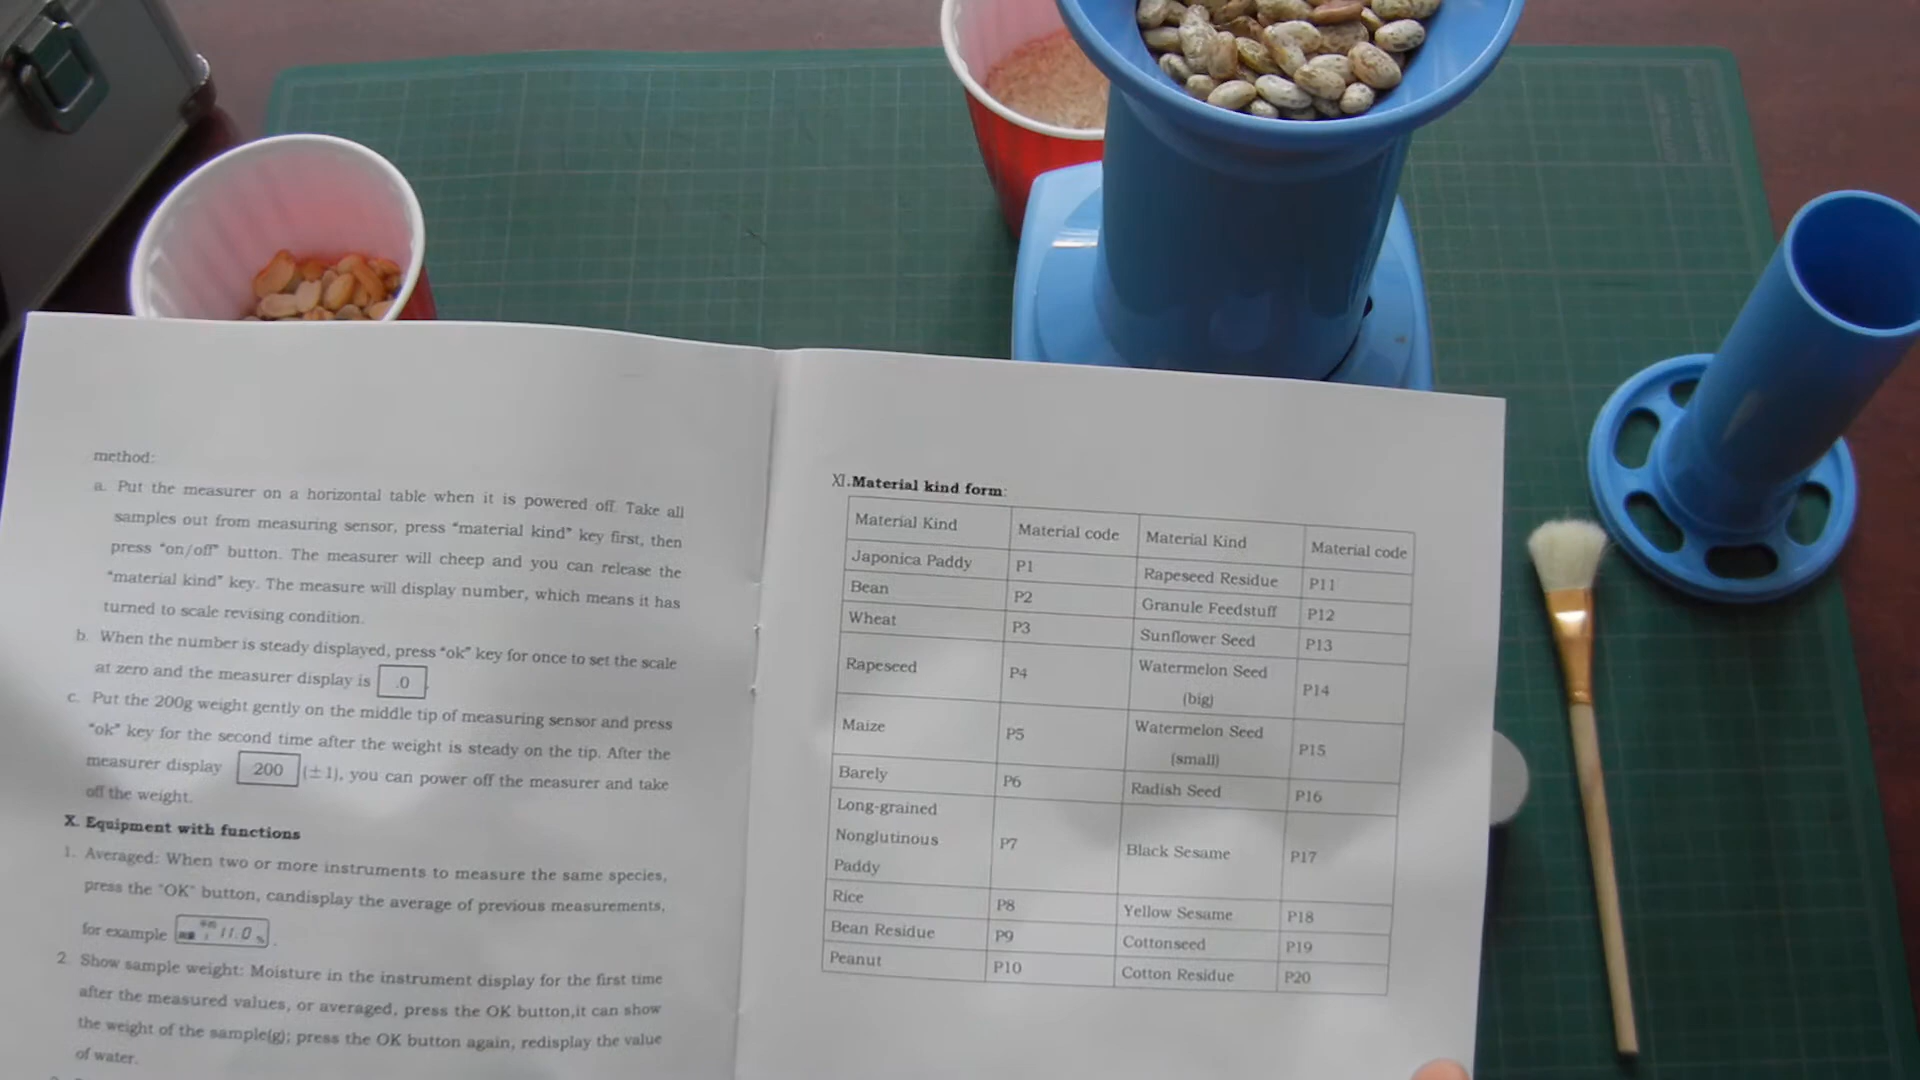 method:
a. Put the measurer on a horizontal table when it is powered off. Take all
samples out from measuring sensor, press “material kind” key first, then
press “on/off” button. The measurer will cheep and you can release the
“material kind” key. The measure will display number, which means it has
turned to scale revising condition.
b. When the number is steady displayed, press “ok” key for once to set the scale
at zero and the measurer display is .0
c. Put the 200g weight gently on the middle tip of measuring sensor and press
“ok” key for the second time after the weight is steady on the tip. After the
measurer display 200 (±1), you can power off the measurer and take
off the weight.
X. Equipment with functions
1. Averaged: When two or more instruments to measure the same species,
press the "OK" button, candisplay the average of previous measurements,
for example 11.0 % .
2. Show sample weight: Moisture in the instrument display for the first time
after the measured values, or averaged, press the OK button,it can show
the weight of the sample(g); press the OK button again, redisplay the value
of water.
XI.Material kind form:
Material Kind Material code Material Kind Material code
Japonica Paddy P1 Rapeseed Residue P11
Bean P2 Granule Feedstuff P12
Wheat P3 Sunflower Seed P13
Rapeseed P4 Watermelon Seed
(big) P14
Maize P5 Watermelon Seed
(small) P15
Barely P6 Radish Seed P16
Long-grained
Nonglutinous
Paddy P7 Black Sesame P17
Rice P8 Yellow Sesame P18
Bean Residue P9 Cottonseed P19
Peanut P10 Cotton Residue P20